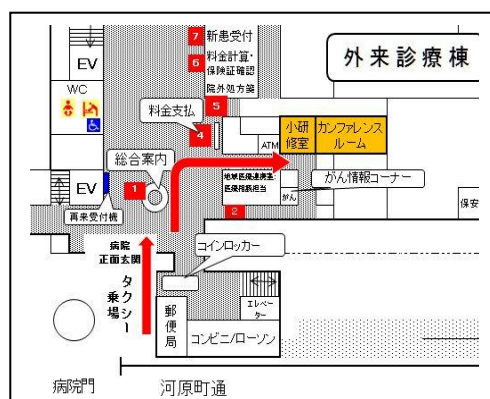 外来診療棟
7 新患受付
6 料金計算・
保険証確認
院外処方箋
5
EV
WC
料金支払
4
ATM
小研
修室
カンファレンス
ルーム
総合案内
1
地域医療連携室:
医療相談担当
がん
がん情報コーナー
EV
再来受付機
2
保安
病院
正面玄関
コインロッカー
タクシー
乗場
郵便局
エレベーター
コンビニ/ローソン
病院門
河原町通